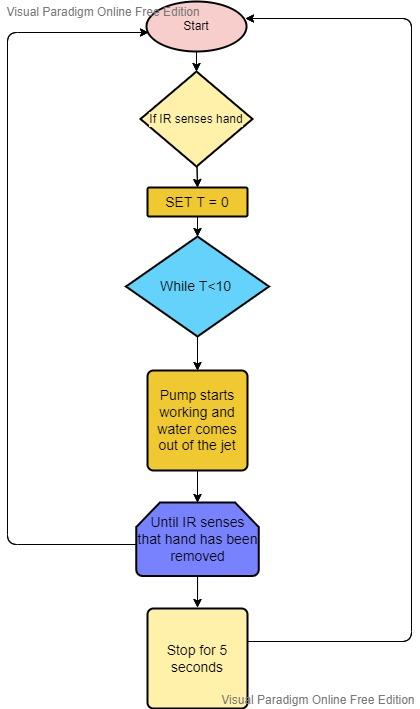 Visual Paradigm Online Free Edition
Start
If IR senses hand
SET T = 0
While T<10
Pump starts
working and
water comes
out of the jet
Until IR senses
that hand has been
removed
Stop for 5
seconds
Visual Paradigm Online Free Edition